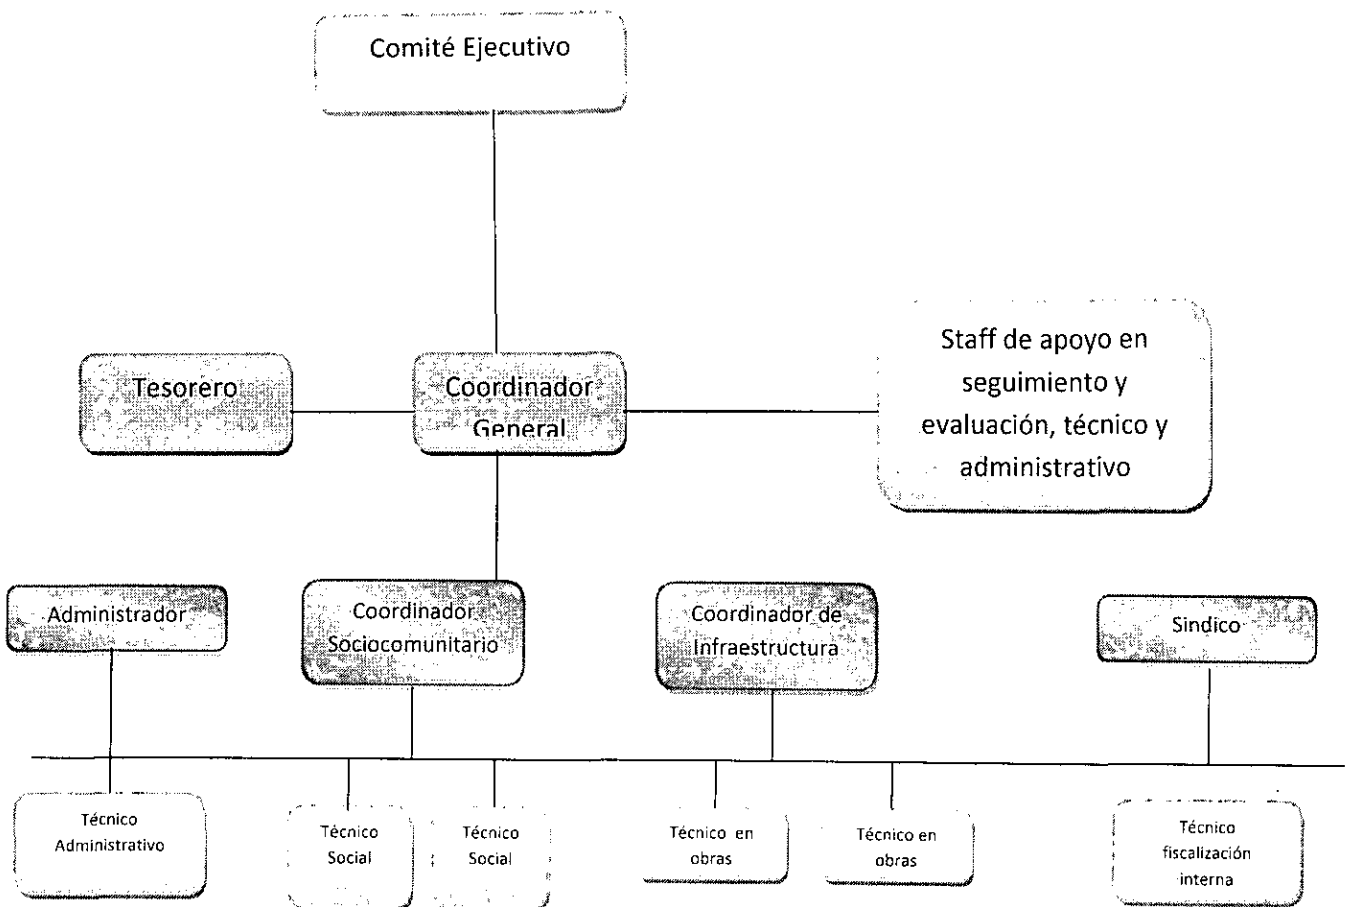 Comité Ejecutivo
Tesorero
Coordinador
General
Staff de apoyo en
seguimiento y
evaluación, técnico y
administrativo
Administrador
Coordinador
Sociocomunitario
Coordinador de
Infraestructura
Sindico
Técnico
Administrativo
Técnico
Social
Técnico
Social
Técnico en
obras
Técnico en
obras
Técnico
fiscalización
interna